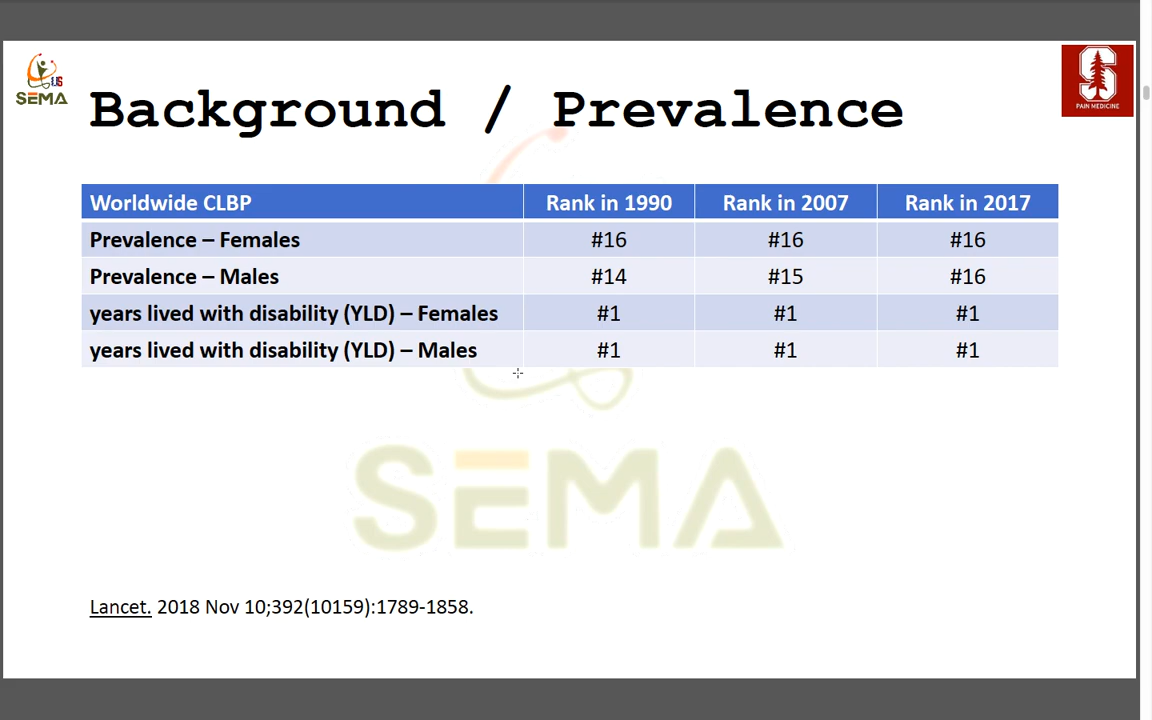 US
SEMA
Background / Prevalence
S
PAIN MEDICINE
Worldwide CLBP Rank in 1990 Rank in 2007 Rank in 2017
Prevalence – Females #16 #16 #16
Prevalence – Males #14 #15 #16
years lived with disability (YLD) – Females #1 #1 #1
years lived with disability (YLD) – Males #1 #1 #1
SEMA
Lancet. 2018 Nov 10;392(10159):1789-1858.